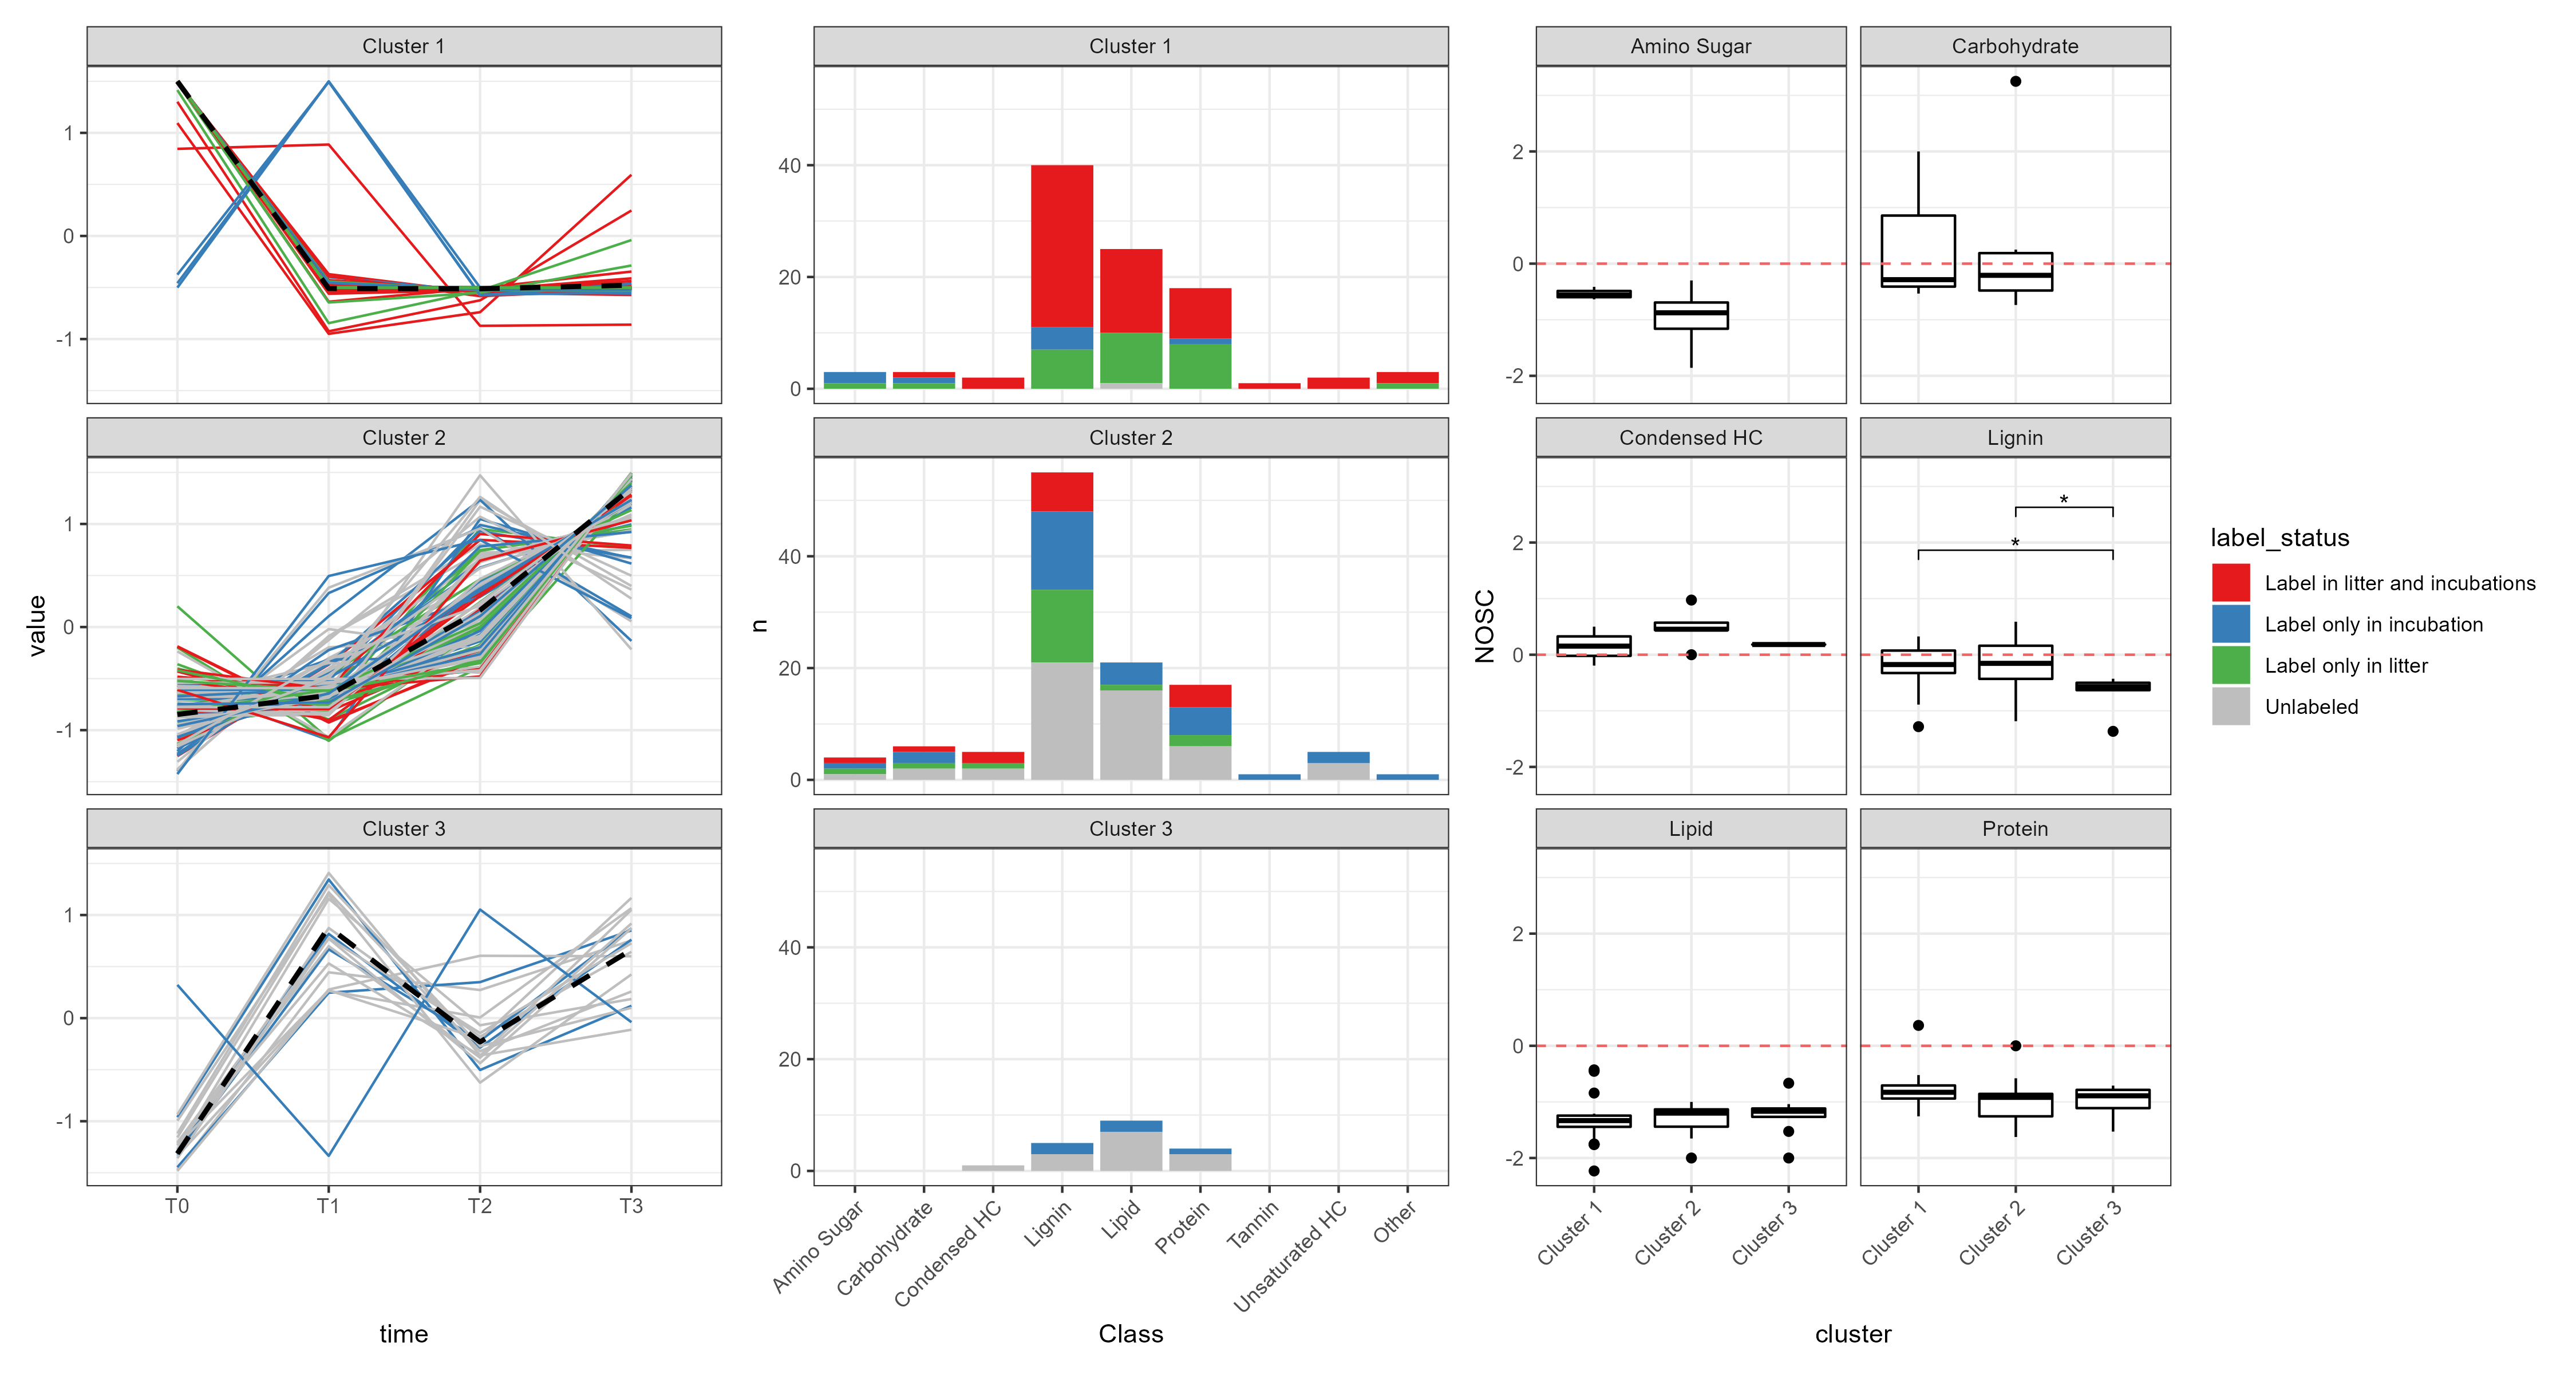 Cluster 1
1
0
-1
Cluster 2
1
0
-1
Cluster 3
1
0
-1
T0 T1 T2 T3
value
time
Cluster 1
40
20
0
Cluster 2
40
20
0
Cluster 3
40
20
0
Amino Sugar Carbohydrate Condensed HC Lignin Lipid Protein Tannin Unsaturated HC Other
n
Class
Amino Sugar Carbohydrate
2
0
-2
Condensed HC Lignin
2
0
-2
*
*
Lipid Protein
2
0
-2
Cluster 1 Cluster 2 Cluster 3 Cluster 1 Cluster 2 Cluster 3
NOSC
cluster
label_status
Label in litter and incubations
Label only in incubation
Label only in litter
Unlabeled